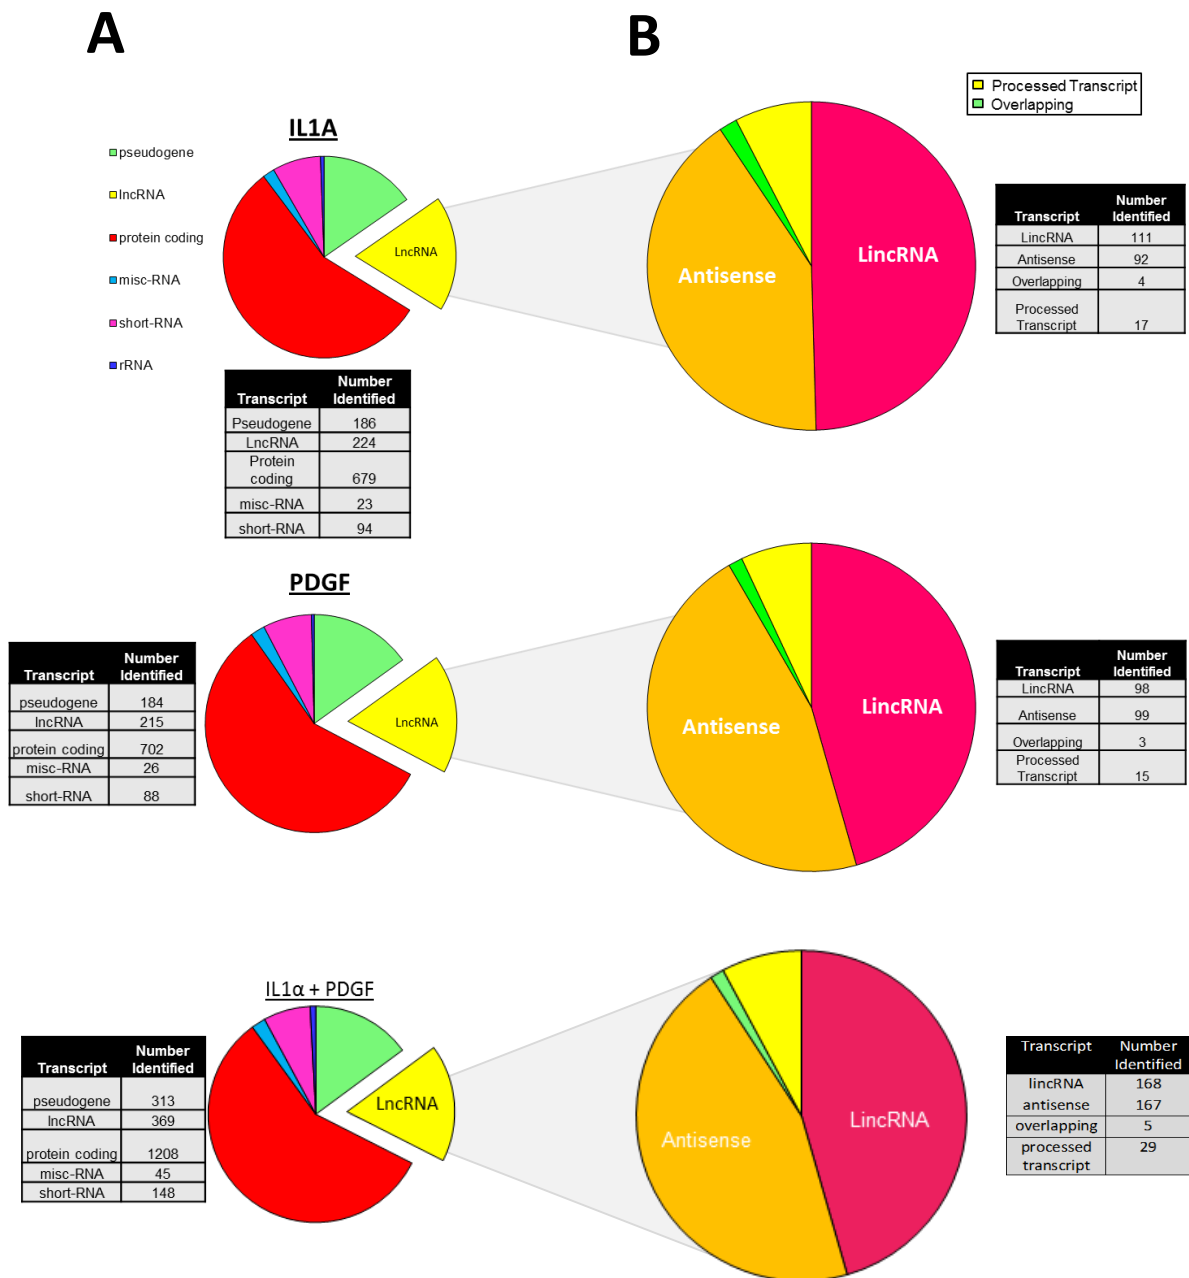 A
B
Processed Transcript
Overlapping
IL1A
pseudogene
lncRNA
protein coding
misc-RNA
short-RNA
rRNA
LncRNA
Antisense
LincRNA
Transcript Number Identified
LincRNA 111
Antisense 92
Overlapping 4
Processed Transcript 17
Transcript Number Identified
Pseudogene 186
LncRNA 224
Protein coding 679
misc-RNA 23
short-RNA 94
PDGF
Transcript Number Identified
pseudogene 184
lncRNA 215
protein coding 702
misc-RNA 26
short-RNA 88
LncRNA
Antisense
LincRNA
Transcript Number Identified
LincRNA 98
Antisense 99
Overlapping 3
Processed Transcript 15
IL1α + PDGF
Transcript Number Identified
pseudogene 313
lncRNA 369
protein coding 1208
misc-RNA 45
short-RNA 148
LncRNA
Antisense
LincRNA
Transcript Number Identified
lincRNA 168
antisense 167
overlapping 5
processed transcript 29